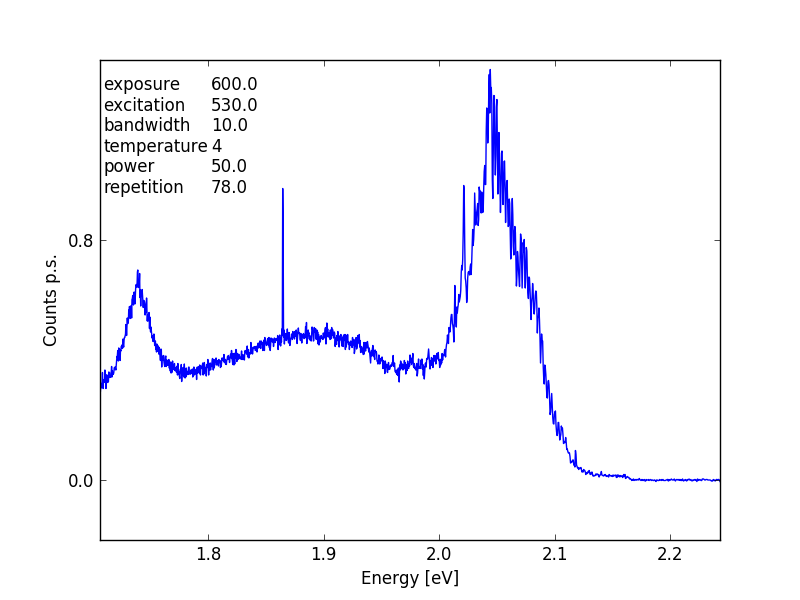 exposure 600.0
excitation 530.0
bandwidth 10.0
temperature 4
power 50.0
repetition 78.0
Counts p.s.
0.8
0.0
1.8 1.9 2.0 2.1 2.2
Energy [eV]